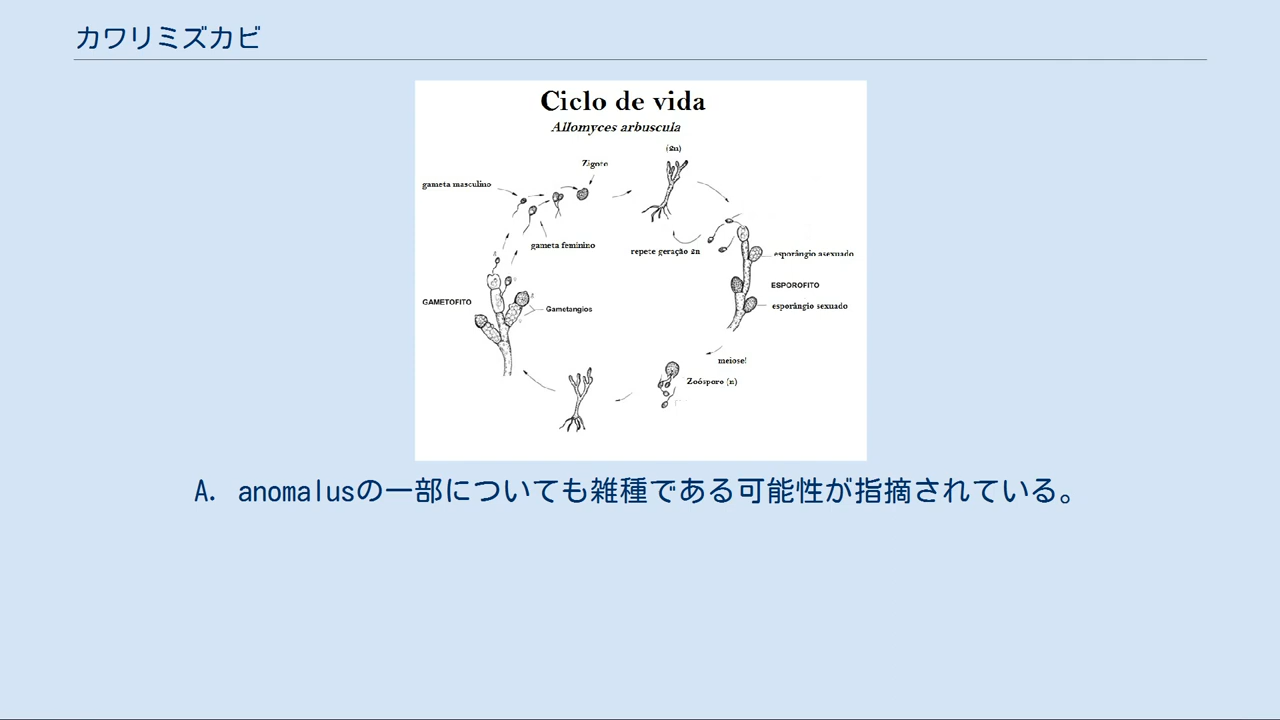 カワリミズカビ
Ciclo de vida
Allomyces arbuscula
(2n)
Zigoto
gameta masculino
gameta feminino
repete geração 2n
esporângio asexuado
ESPOROFITO
esporângio sexuado
GAMETOFITO
Gametangios
meiose!
Zoósporo (n)
A. anomalusの一部についても雑種である可能性が指摘されている。